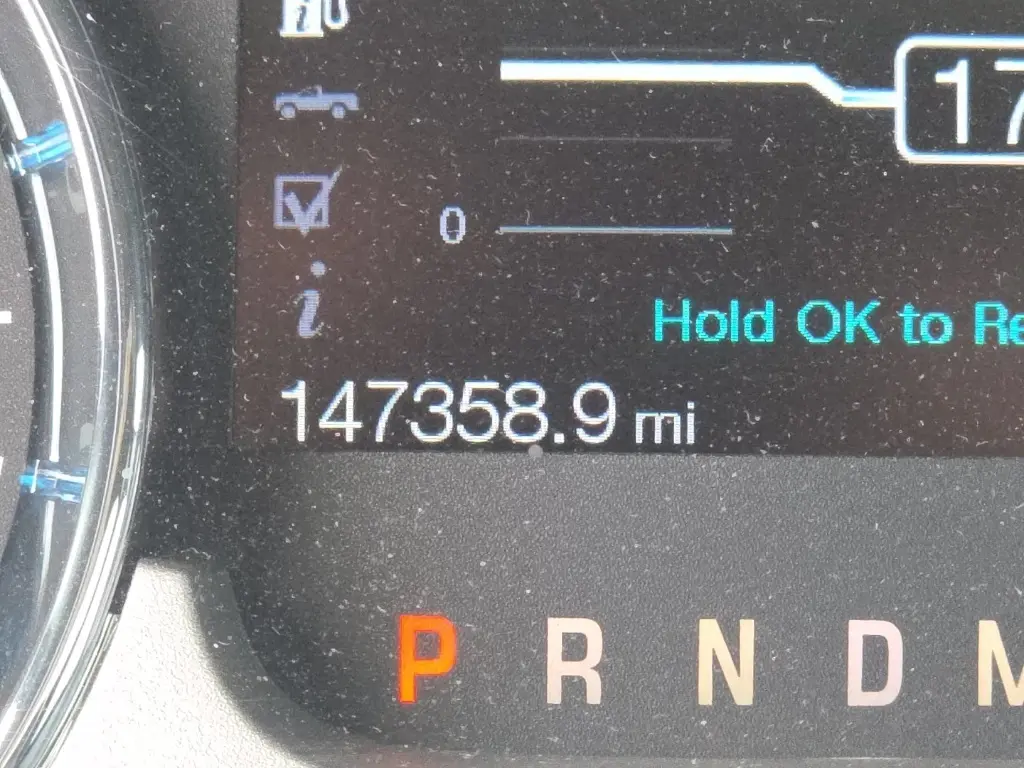 17
0
Hold OK to Re
147358.9 mi
P R N D M